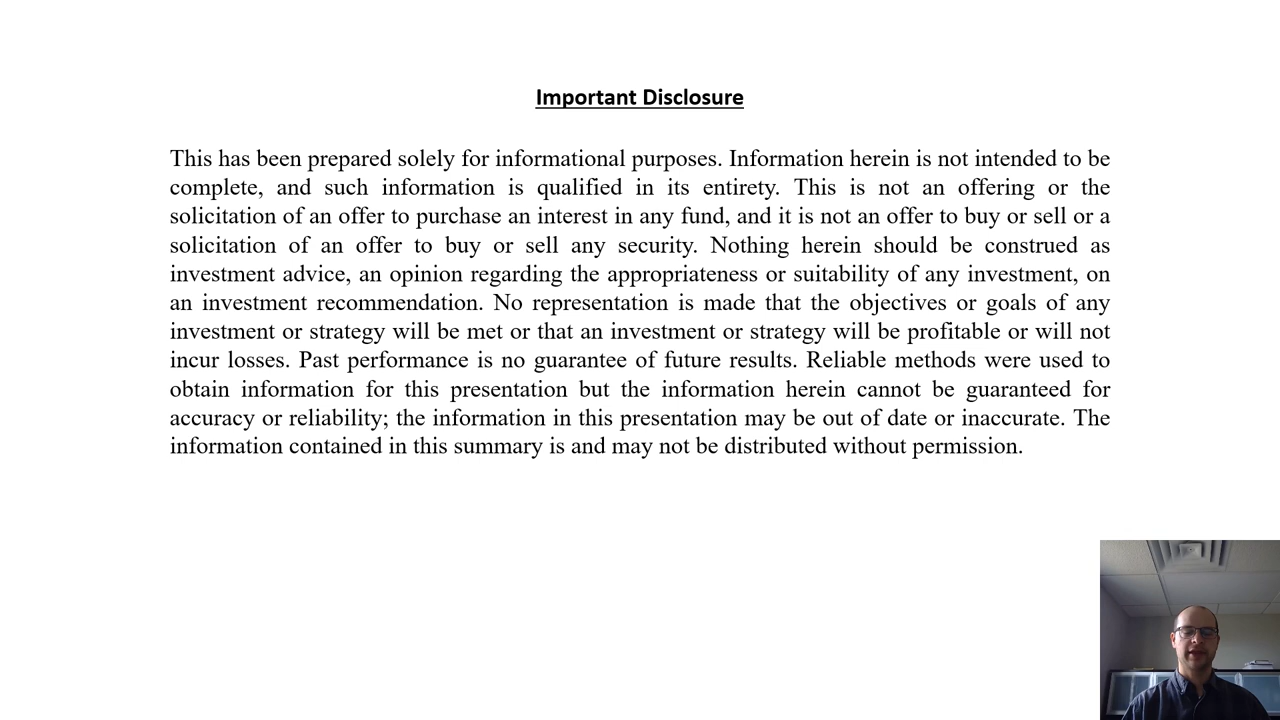 Important Disclosure
This has been prepared solely for informational purposes. Information herein is not intended to be
complete, and such information is qualified in its entirety. This is not an offering or the
solicitation of an offer to purchase an interest in any fund, and it is not an offer to buy or sell or a
solicitation of an offer to buy or sell any security. Nothing herein should be construed as
investment advice, an opinion regarding the appropriateness or suitability of any investment, on
an investment recommendation. No representation is made that the objectives or goals of any
investment or strategy will be met or that an investment or strategy will be profitable or will not
incur losses. Past performance is no guarantee of future results. Reliable methods were used to
obtain information for this presentation but the information herein cannot be guaranteed for
accuracy or reliability; the information in this presentation may be out of date or inaccurate. The
information contained in this summary is and may not be distributed without permission.